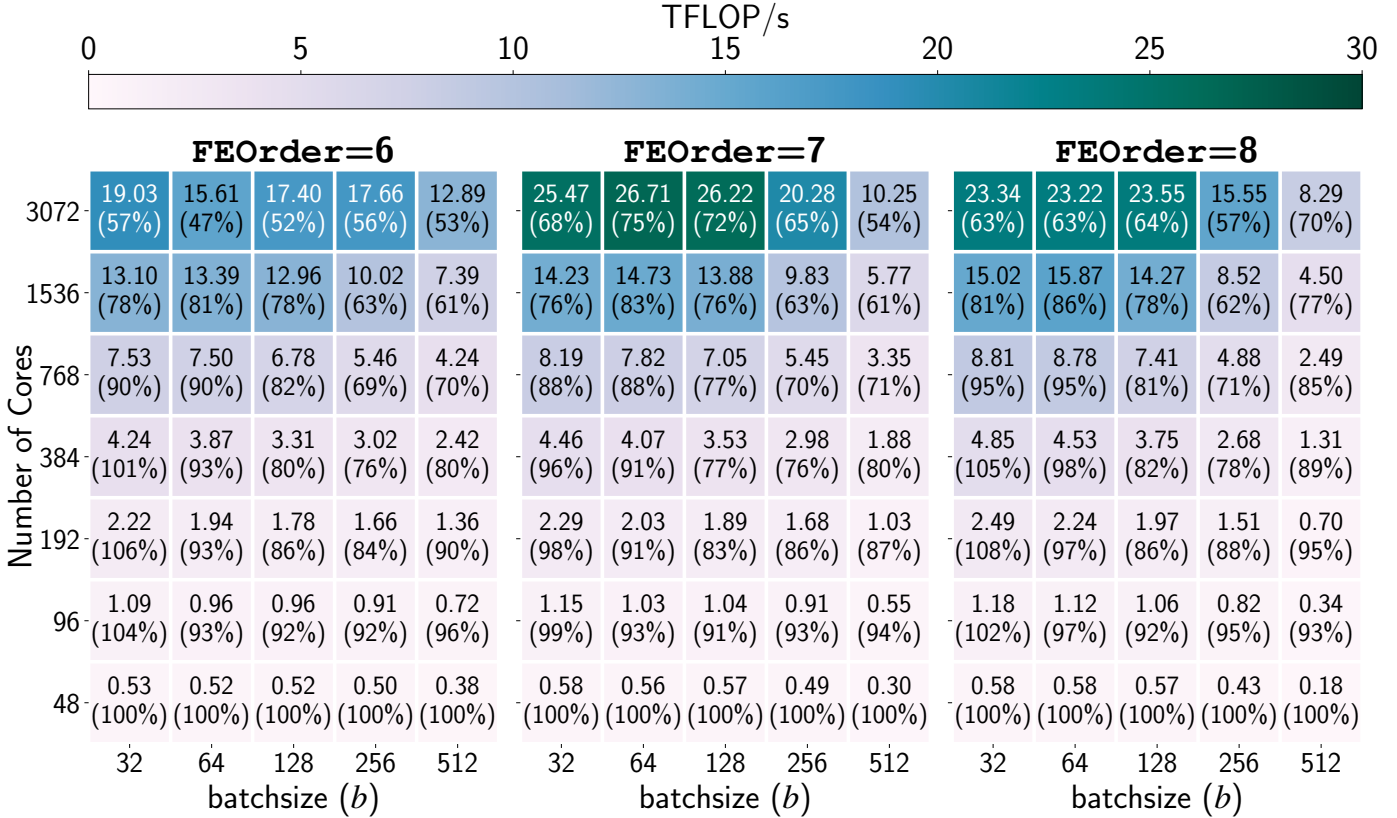 TFLOP/s
0 5 10 15 20 25 30
FEOrder=6 FEOrder=7 FEOrder=8
Number of Cores
3072 19.03 15.61 17.40 17.66 12.89 25.47 26.71 26.22 20.28 10.25 23.34 23.22 23.55 15.55 8.29
(57%) (47%) (52%) (56%) (53%) (68%) (75%) (72%) (65%) (54%) (63%) (63%) (64%) (57%) (70%)
1536 13.10 13.39 12.96 10.02 7.39 14.23 14.73 13.88 9.83 5.77 15.02 15.87 14.27 8.52 4.50
(78%) (81%) (78%) (63%) (61%) (76%) (83%) (76%) (63%) (61%) (81%) (86%) (78%) (62%) (77%)
768 7.53 7.50 6.78 5.46 4.24 8.19 7.82 7.05 5.45 3.35 8.81 8.78 7.41 4.88 2.49
(90%) (90%) (82%) (69%) (70%) (88%) (88%) (77%) (70%) (71%) (95%) (95%) (81%) (71%) (85%)
384 4.24 3.87 3.31 3.02 2.42 4.46 4.07 3.53 2.98 1.88 4.85 4.53 3.75 2.68 1.31
(101%) (93%) (80%) (76%) (80%) (96%) (91%) (77%) (76%) (80%) (105%) (98%) (82%) (78%) (89%)
192 2.22 1.94 1.78 1.66 1.36 2.29 2.03 1.89 1.68 1.03 2.49 2.24 1.97 1.51 0.70
(106%) (93%) (86%) (84%) (90%) (98%) (91%) (83%) (86%) (87%) (108%) (97%) (86%) (88%) (95%)
96 1.09 0.96 0.96 0.91 0.72 1.15 1.03 1.04 0.91 0.55 1.18 1.12 1.06 0.82 0.34
(104%) (93%) (92%) (92%) (96%) (99%) (93%) (91%) (93%) (94%) (102%) (97%) (92%) (95%) (93%)
48 0.53 0.52 0.52 0.50 0.38 0.58 0.56 0.57 0.49 0.30 0.58 0.58 0.57 0.43 0.18
(100%) (100%) (100%) (100%) (100%) (100%) (100%) (100%) (100%) (100%) (100%) (100%) (100%) (100%) (100%)
32 64 128 256 512 32 64 128 256 512 32 64 128 256 512
batchsize (b) batchsize (b) batchsize (b)